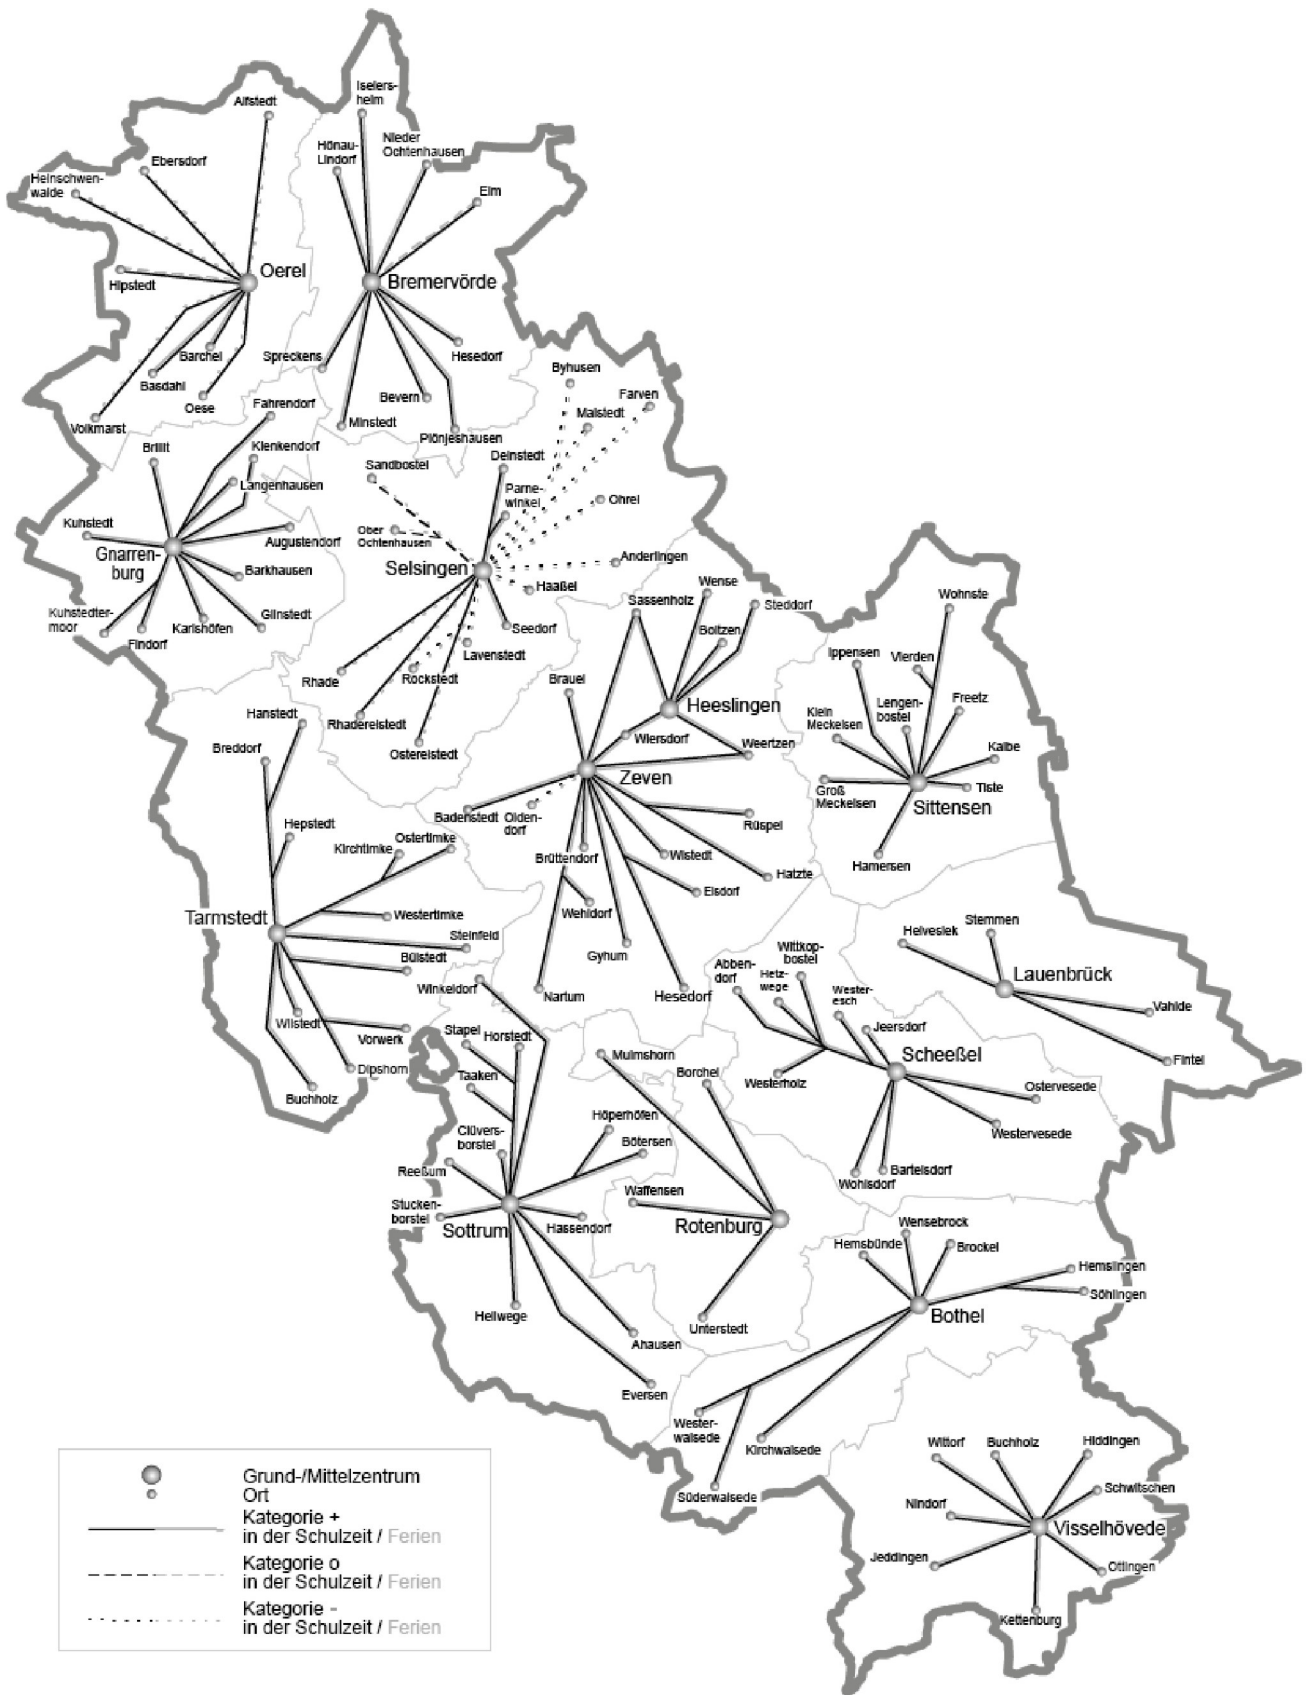 Iselers-
heim
Alfstedt
Hönau-
Lindorf
Nieder
Ochtenhausen
Ebersdorf
Heinschwen-
walde
Elm
Oerel
Bremervörde
Hipstedt
Barchel
Spreckens
Hesedorf
Basdahl
Oese
Bevern
Volkmarst
Minstedt
Plönjeshausen
Byhusen
Farven
Malstedt
Fahrendorf
Brillit
Klenkendorf
Langenhausen
Kuhstedt
Augustendorf
Gnarren-
burg
Barkhausen
Kuhstedter-
moor
Findorf
Karlshöfen
Glinstedt
Sandbostel
Deinstedt
Parne-
winkel
Ohrel
Ober
Ochtenhausen
Selsingen
Anderlingen
Haaßel
Seedorf
Lavenstedt
Rhade
Rockstedt
Rhadereistedt
Ostereistedt
Sassenholz
Wense
Steddorf
Boitzen
Brauel
Heeslingen
Wiersdorf
Weertzen
Zeven
Badenstedt
Olden-
dorf
Rüspel
Brüttendorf
Wistedt
Hatzte
Elsdorf
Wehldorf
Gyhum
Nartum
Hesedorf
Wohnste
Ippensen
Vierden
Klein
Meckelsen
Lengen-
bostel
Freetz
Kalbe
Groß
Meckelsen
Tiste
Sittensen
Hamersen
Hanstedt
Breddorf
Hepstedt
Kirchtimke
Ostertimke
Tarmstedt
Westertimke
Steinfeld
Bülstedt
Wilstedt
Vorwerk
Dipshorn
Buchholz
Winkeldorf
Stapel
Horstedt
Taaken
Clüvers-
borstel
Höperhöfen
Bötersen
Reeßum
Stucken-
borstel
Sottrum
Hassendorf
Hellwege
Ahausen
Eversen
Mulmshorn
Borchel
Waffensen
Rotenburg
Unterstedt
Helvesiek
Stemmen
Lauenbrück
Vahlde
Fintel
Abben-
dorf
Hetz-
wege
Wittkop-
bostel
Wester-
esch
Jeersdorf
Scheeßel
Westerholz
Ostervesede
Westervesede
Bartelsdorf
Wohlsdorf
Wensebrock
Hemsbünde
Brockel
Hemslingen
Söhlingen
Bothel
Wester-
walsede
Kirchwalsede
Süderwalsede
Wittorf
Buchholz
Hiddingen
Schwitschen
Nindorf
Visselhövede
Jeddingen
Ottingen
Kettenburg
Grund-/Mittelzentrum
Ort
Kategorie +
in der Schulzeit / Ferien
Kategorie o
in der Schulzeit / Ferien
Kategorie -
in der Schulzeit / Ferien